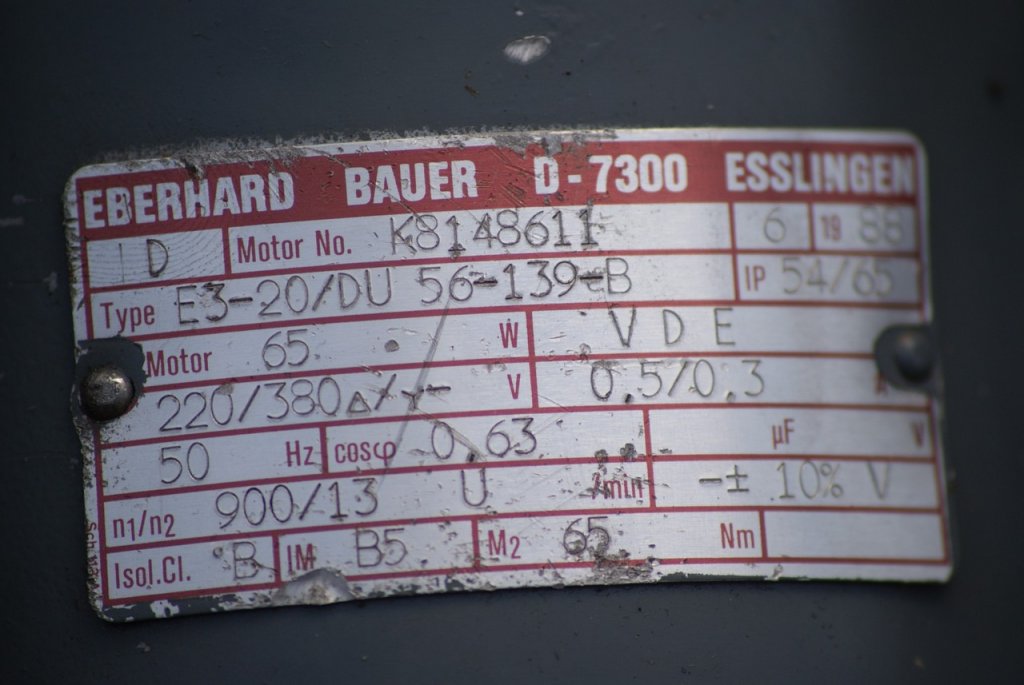 EBERHARD BAUER D-7300 ESSLINGEN
D Motor No. K8148611 6 19 88
Type E3-20/DU 56-139-B IP 54/65
Motor 65 W V D E
220/380 △/Y- V 0.5/0.3 A
50 Hz cosφ 0 63 µF V
n1/n2 900/13 U /min -± 10% V
Isol.Cl. B IM B5 M2 65 Nm